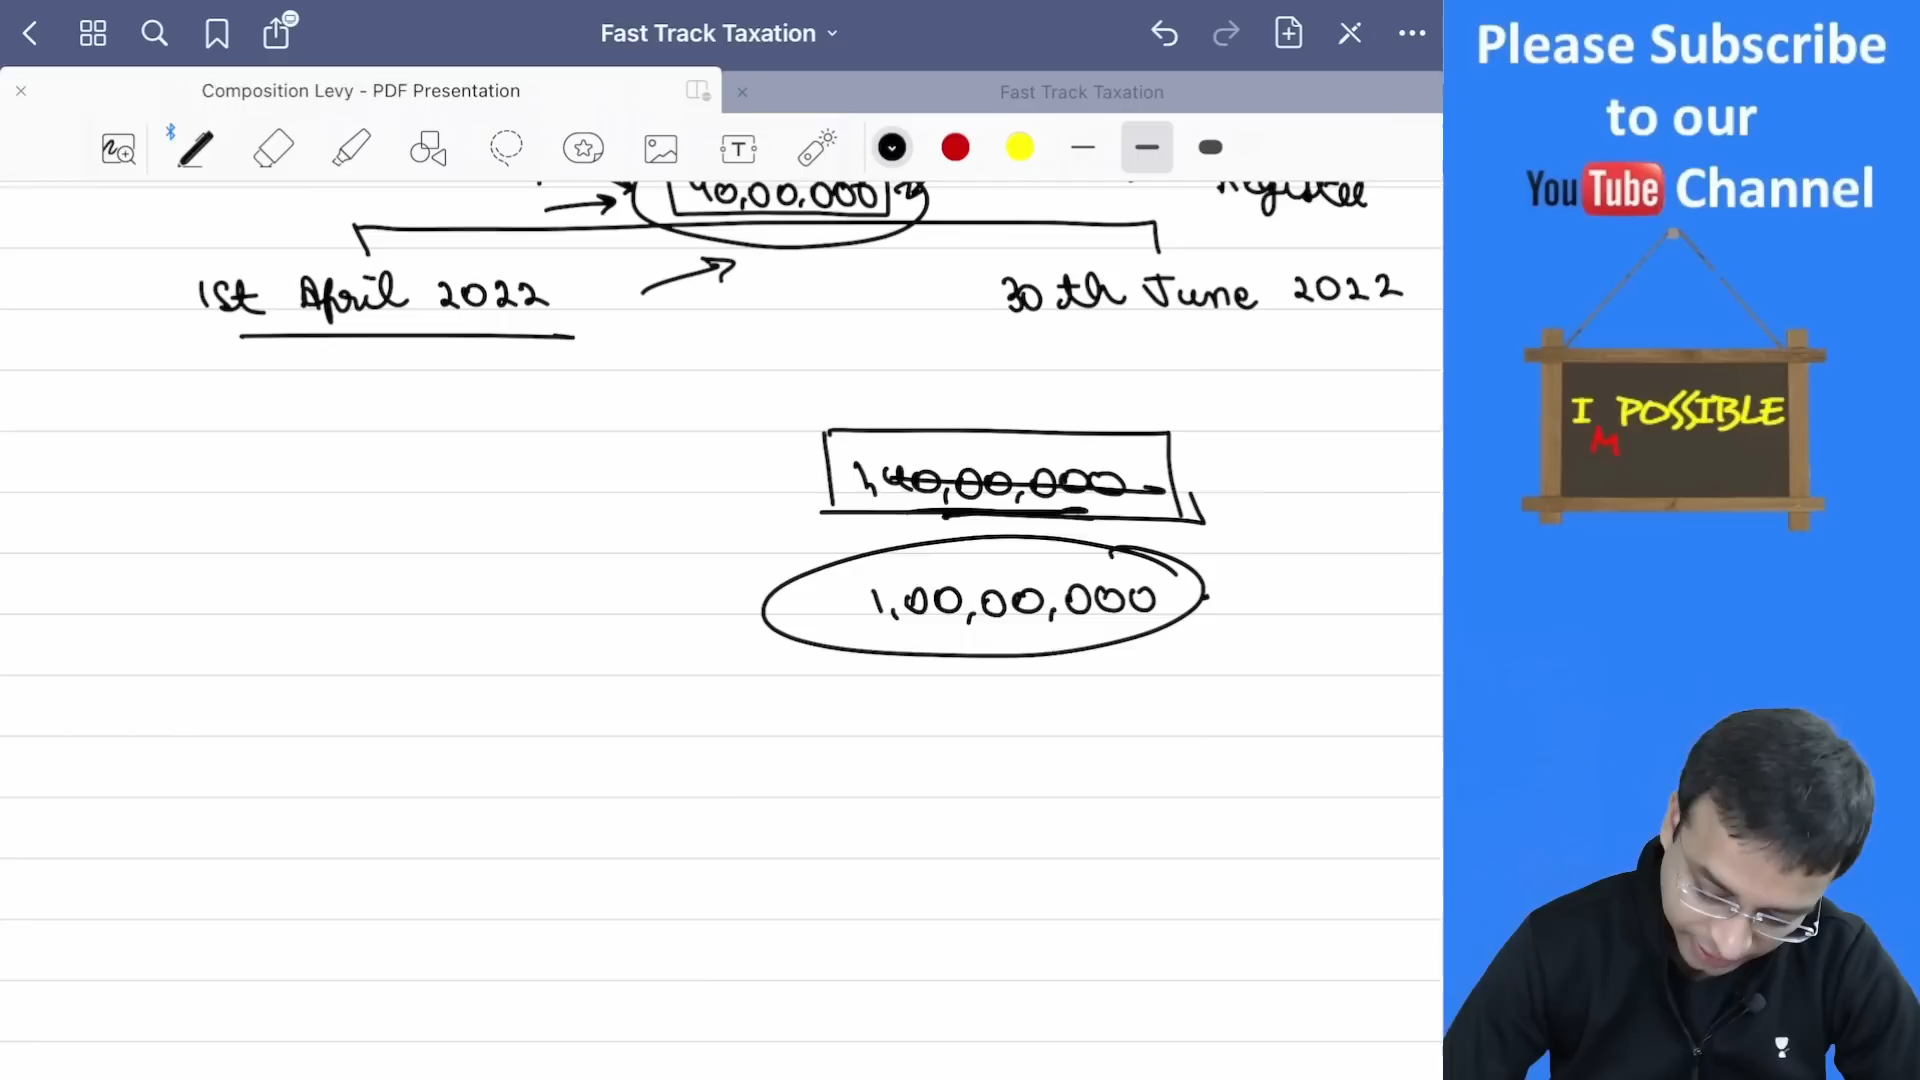 Fast Track Taxation
Composition Levy - PDF Presentation
Fast Track Taxation
T
40,00,000
Register
1st April 2022
30th June 2022
1,40,00,000
1,00,00,000
Please Subscribe
to our
YouTube Channel
I POSSIBLE
M